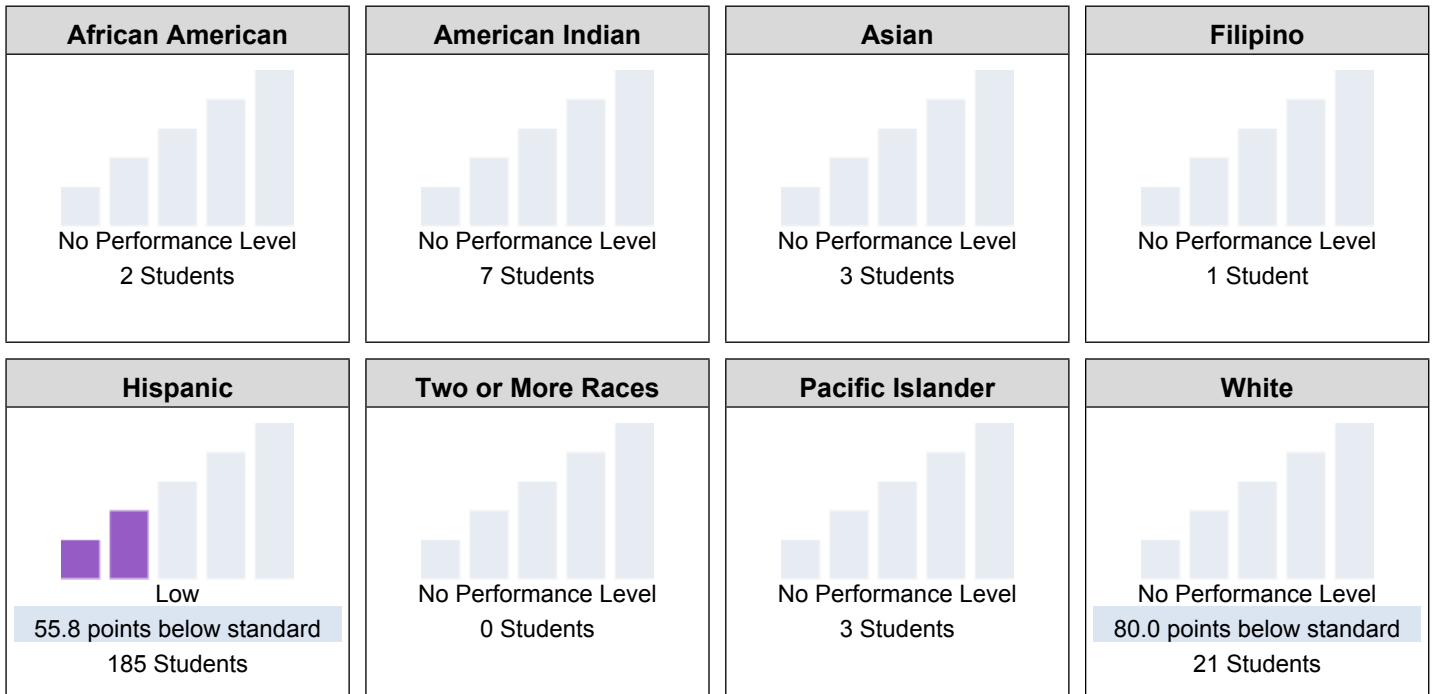 African American
No Performance Level
2 Students
American Indian
No Performance Level
7 Students
Asian
No Performance Level
3 Students
Filipino
No Performance Level
1 Student
Hispanic
Low
55.8 points below standard
185 Students
Two or More Races
No Performance Level
0 Students
Pacific Islander
No Performance Level
3 Students
White
No Performance Level
80.0 points below standard
21 Students